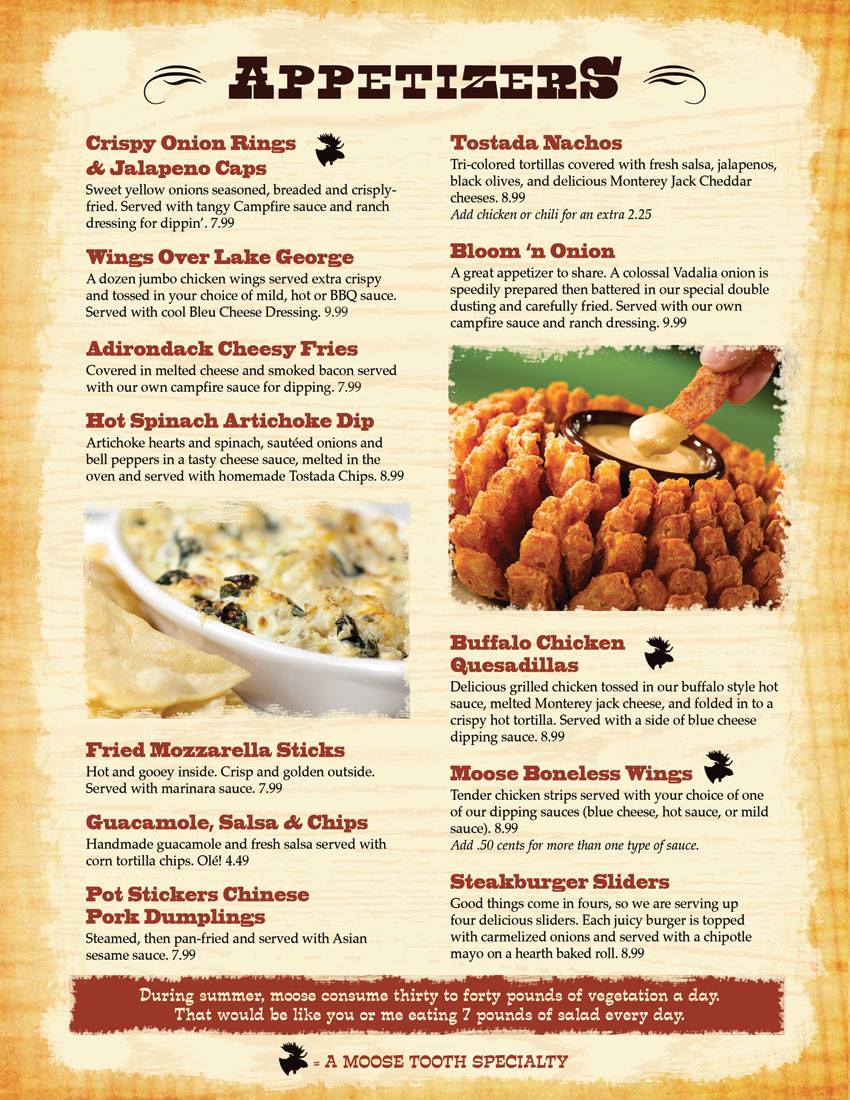 APPETIZERS
Crispy Onion Rings
& Jalapeno Caps
Sweet yellow onions seasoned, breaded and crisply-
fried. Served with tangy Campfire sauce and ranch
dressing for dippin'. 7.99
Wings Over Lake George
A dozen jumbo chicken wings served extra crispy
and tossed in your choice of mild, hot or BBQ sauce.
Served with cool Bleu Cheese Dressing. 9.99
Adirondack Cheesy Fries
Covered in melted cheese and smoked bacon served
with our own campfire sauce for dipping. 7.99
Hot Spinach Artichoke Dip
Artichoke hearts and spinach, sautéed onions and
bell peppers in a tasty cheese sauce, melted in the
oven and served with homemade Tostada Chips. 8.99
Fried Mozzarella Sticks
Hot and gooey inside. Crisp and golden outside.
Served with marinara sauce. 7.99
Guacamole, Salsa & Chips
Handmade guacamole and fresh salsa served with
corn tortilla chips. Olé! 4.49
Pot Stickers Chinese
Pork Dumplings
Steamed, then pan-fried and served with Asian
sesame sauce. 7.99
Tostada Nachos
Tri-colored tortillas covered with fresh salsa, jalapenos,
black olives, and delicious Monterey Jack Cheddar
cheeses. 8.99
Add chicken or chili for an extra 2.25
Bloom 'n Onion
A great appetizer to share. A colossal Vadalia onion is
speedily prepared then battered in our special double
dusting and carefully fried. Served with our own
campfire sauce and ranch dressing. 9.99
Buffalo Chicken
Quesadillas
Delicious grilled chicken tossed in our buffalo style hot
sauce, melted Monterey jack cheese, and folded in to a
crispy hot tortilla. Served with a side of blue cheese
dipping sauce. 8.99
Moose Boneless Wings
Tender chicken strips served with your choice of one
of our dipping sauces (blue cheese, hot sauce, or mild
sauce). 8.99
Add .50 cents for more than one type of sauce.
Steakburger Sliders
Good things come in fours, so we are serving up
four delicious sliders. Each juicy burger is topped
with carmelized onions and served with a chipotle
mayo on a hearth baked roll. 8.99
During summer, moose consume thirty to forty pounds of vegetation a day.
That would be like you or me eating 7 pounds of salad every day.
= A MOOSE TOOTH SPECIALTY